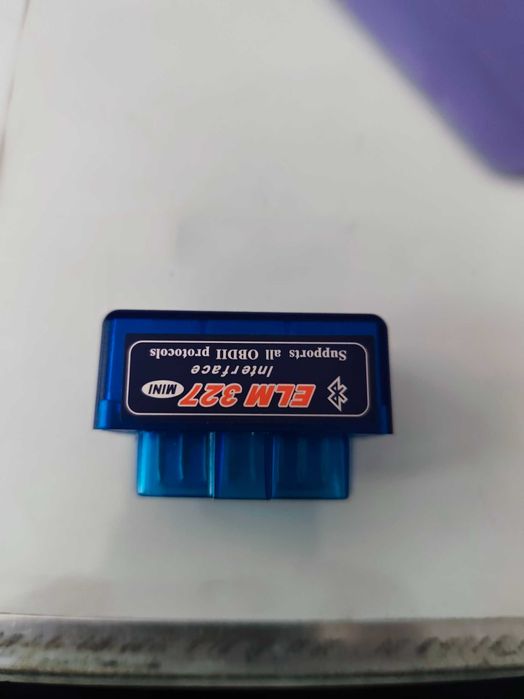 ELM 327 MINI
Interface
Supports all OBDII protocols